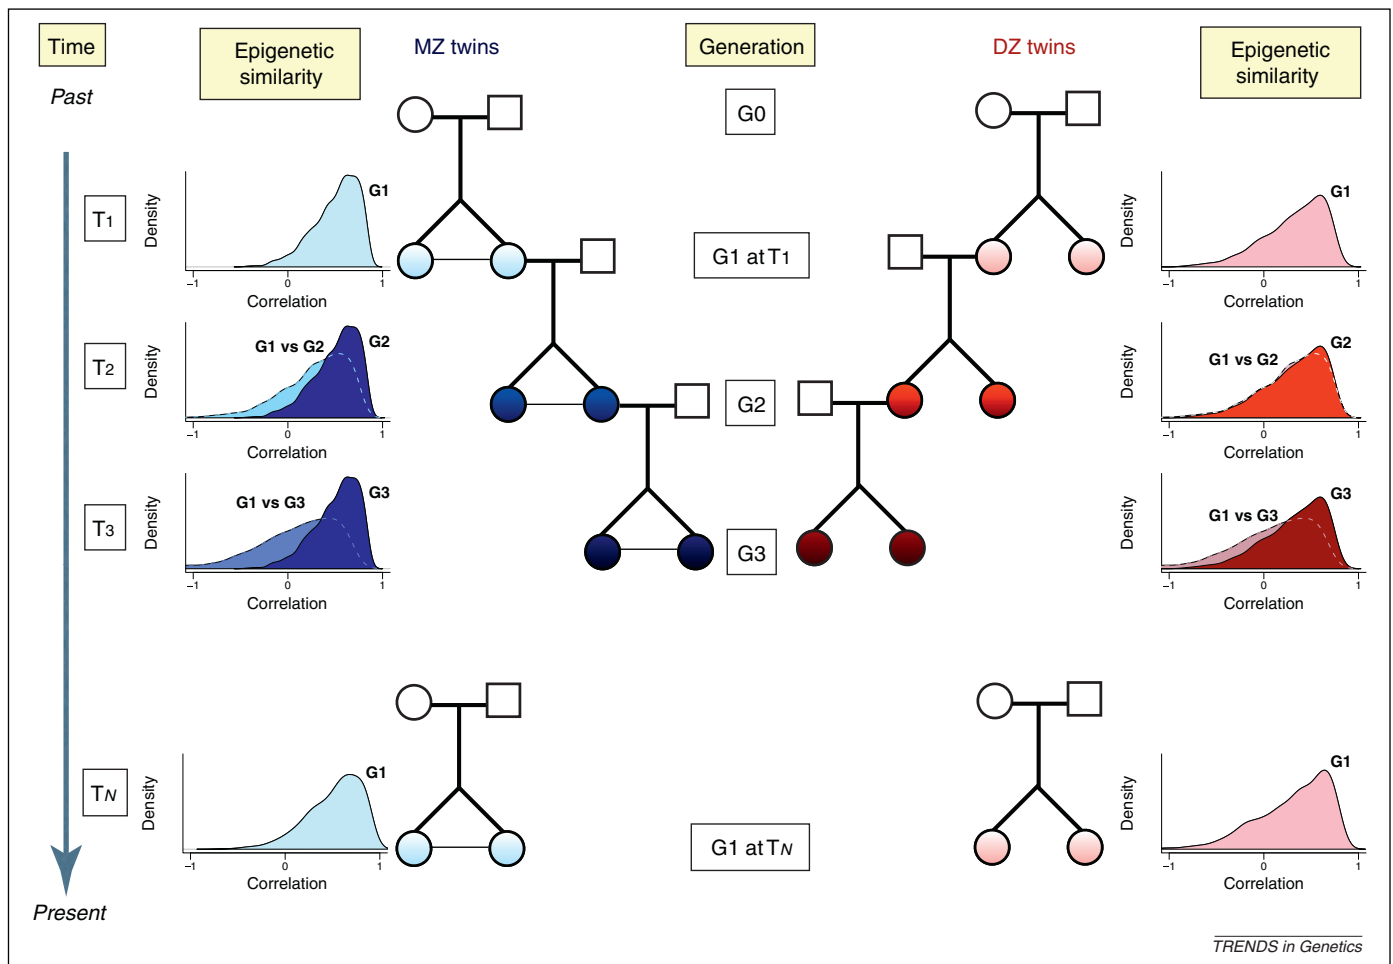 Time
Epigenetic
similarity
MZ twins
Generation
DZ twins
Epigenetic
similarity
Past
G0
T1
Density
G1
−1
0
1
Correlation
G1 at T1
Density
G1
−1
0
1
Correlation
T2
Density
G1 vs G2
G2
−1
0
1
Correlation
G2
Density
G1 vs G2
G2
−1
0
1
Correlation
T3
Density
G1 vs G3
G3
−1
0
1
Correlation
G3
Density
G1 vs G3
G3
−1
0
1
Correlation
TN
Density
G1
−1
0
1
Correlation
G1 at TN
Density
G1
−1
0
1
Correlation
Present
TRENDS in Genetics